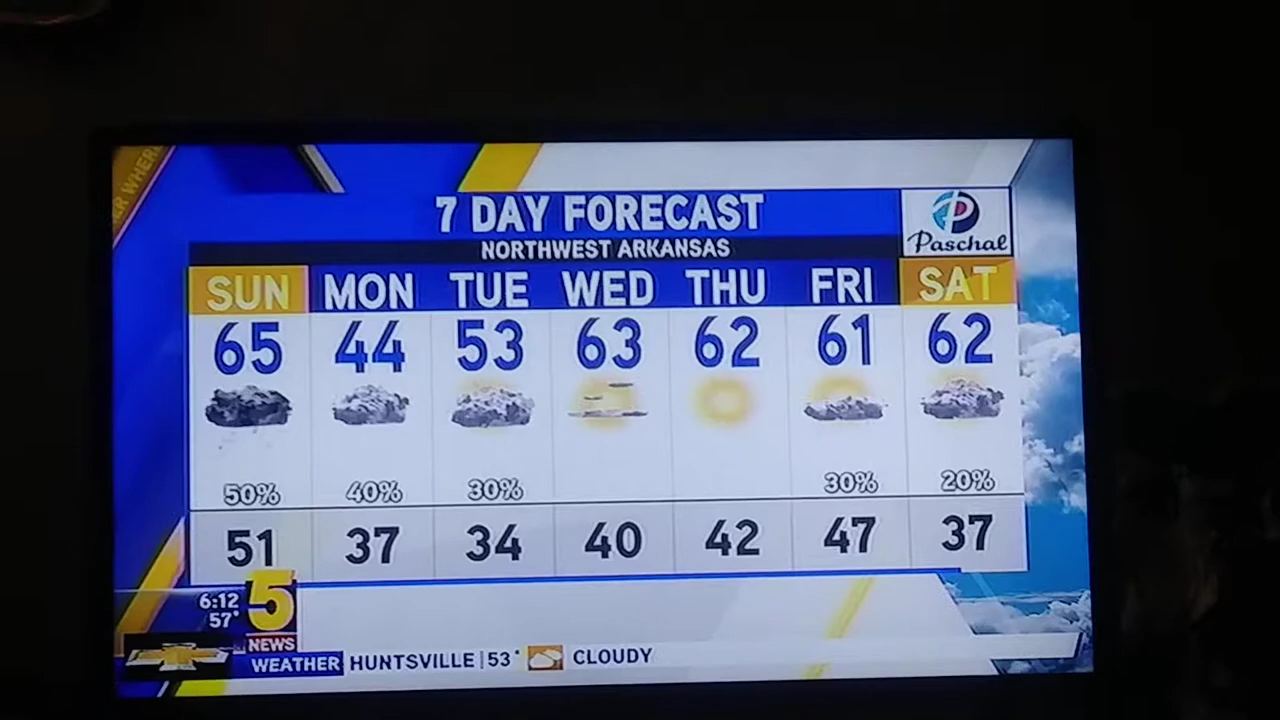 ER WHERE
7 DAY FORECAST
Paschal
NORTHWEST ARKANSAS
SUN MON TUE WED THU FRI SAT
65 44 53 63 62 61 62
50% 40% 30% 30% 20%
51 37 34 40 42 47 37
6:12
57°
5
NEWS
WEATHER HUNTSVILLE | 53° CLOUDY